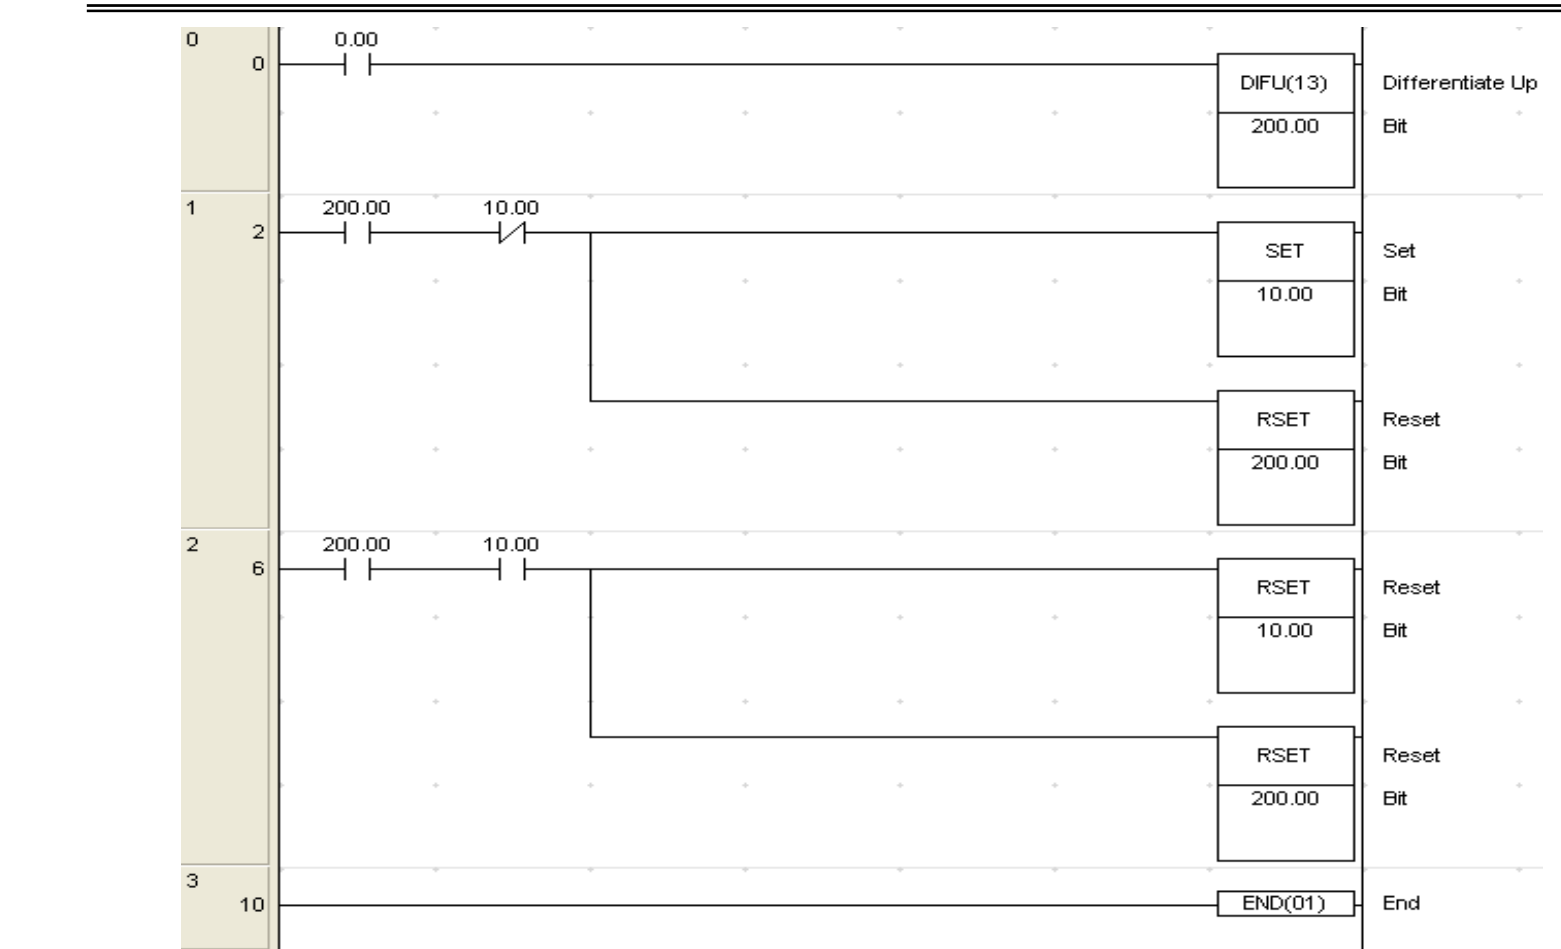 0
0.00
0
DIFU(13)
Differentiate Up
200.00
Bit
1
200.00
10.00
2
SET
Set
10.00
Bit
RSET
Reset
200.00
Bit
2
200.00
10.00
6
RSET
Reset
10.00
Bit
RSET
Reset
200.00
Bit
3
10
END(01)
End